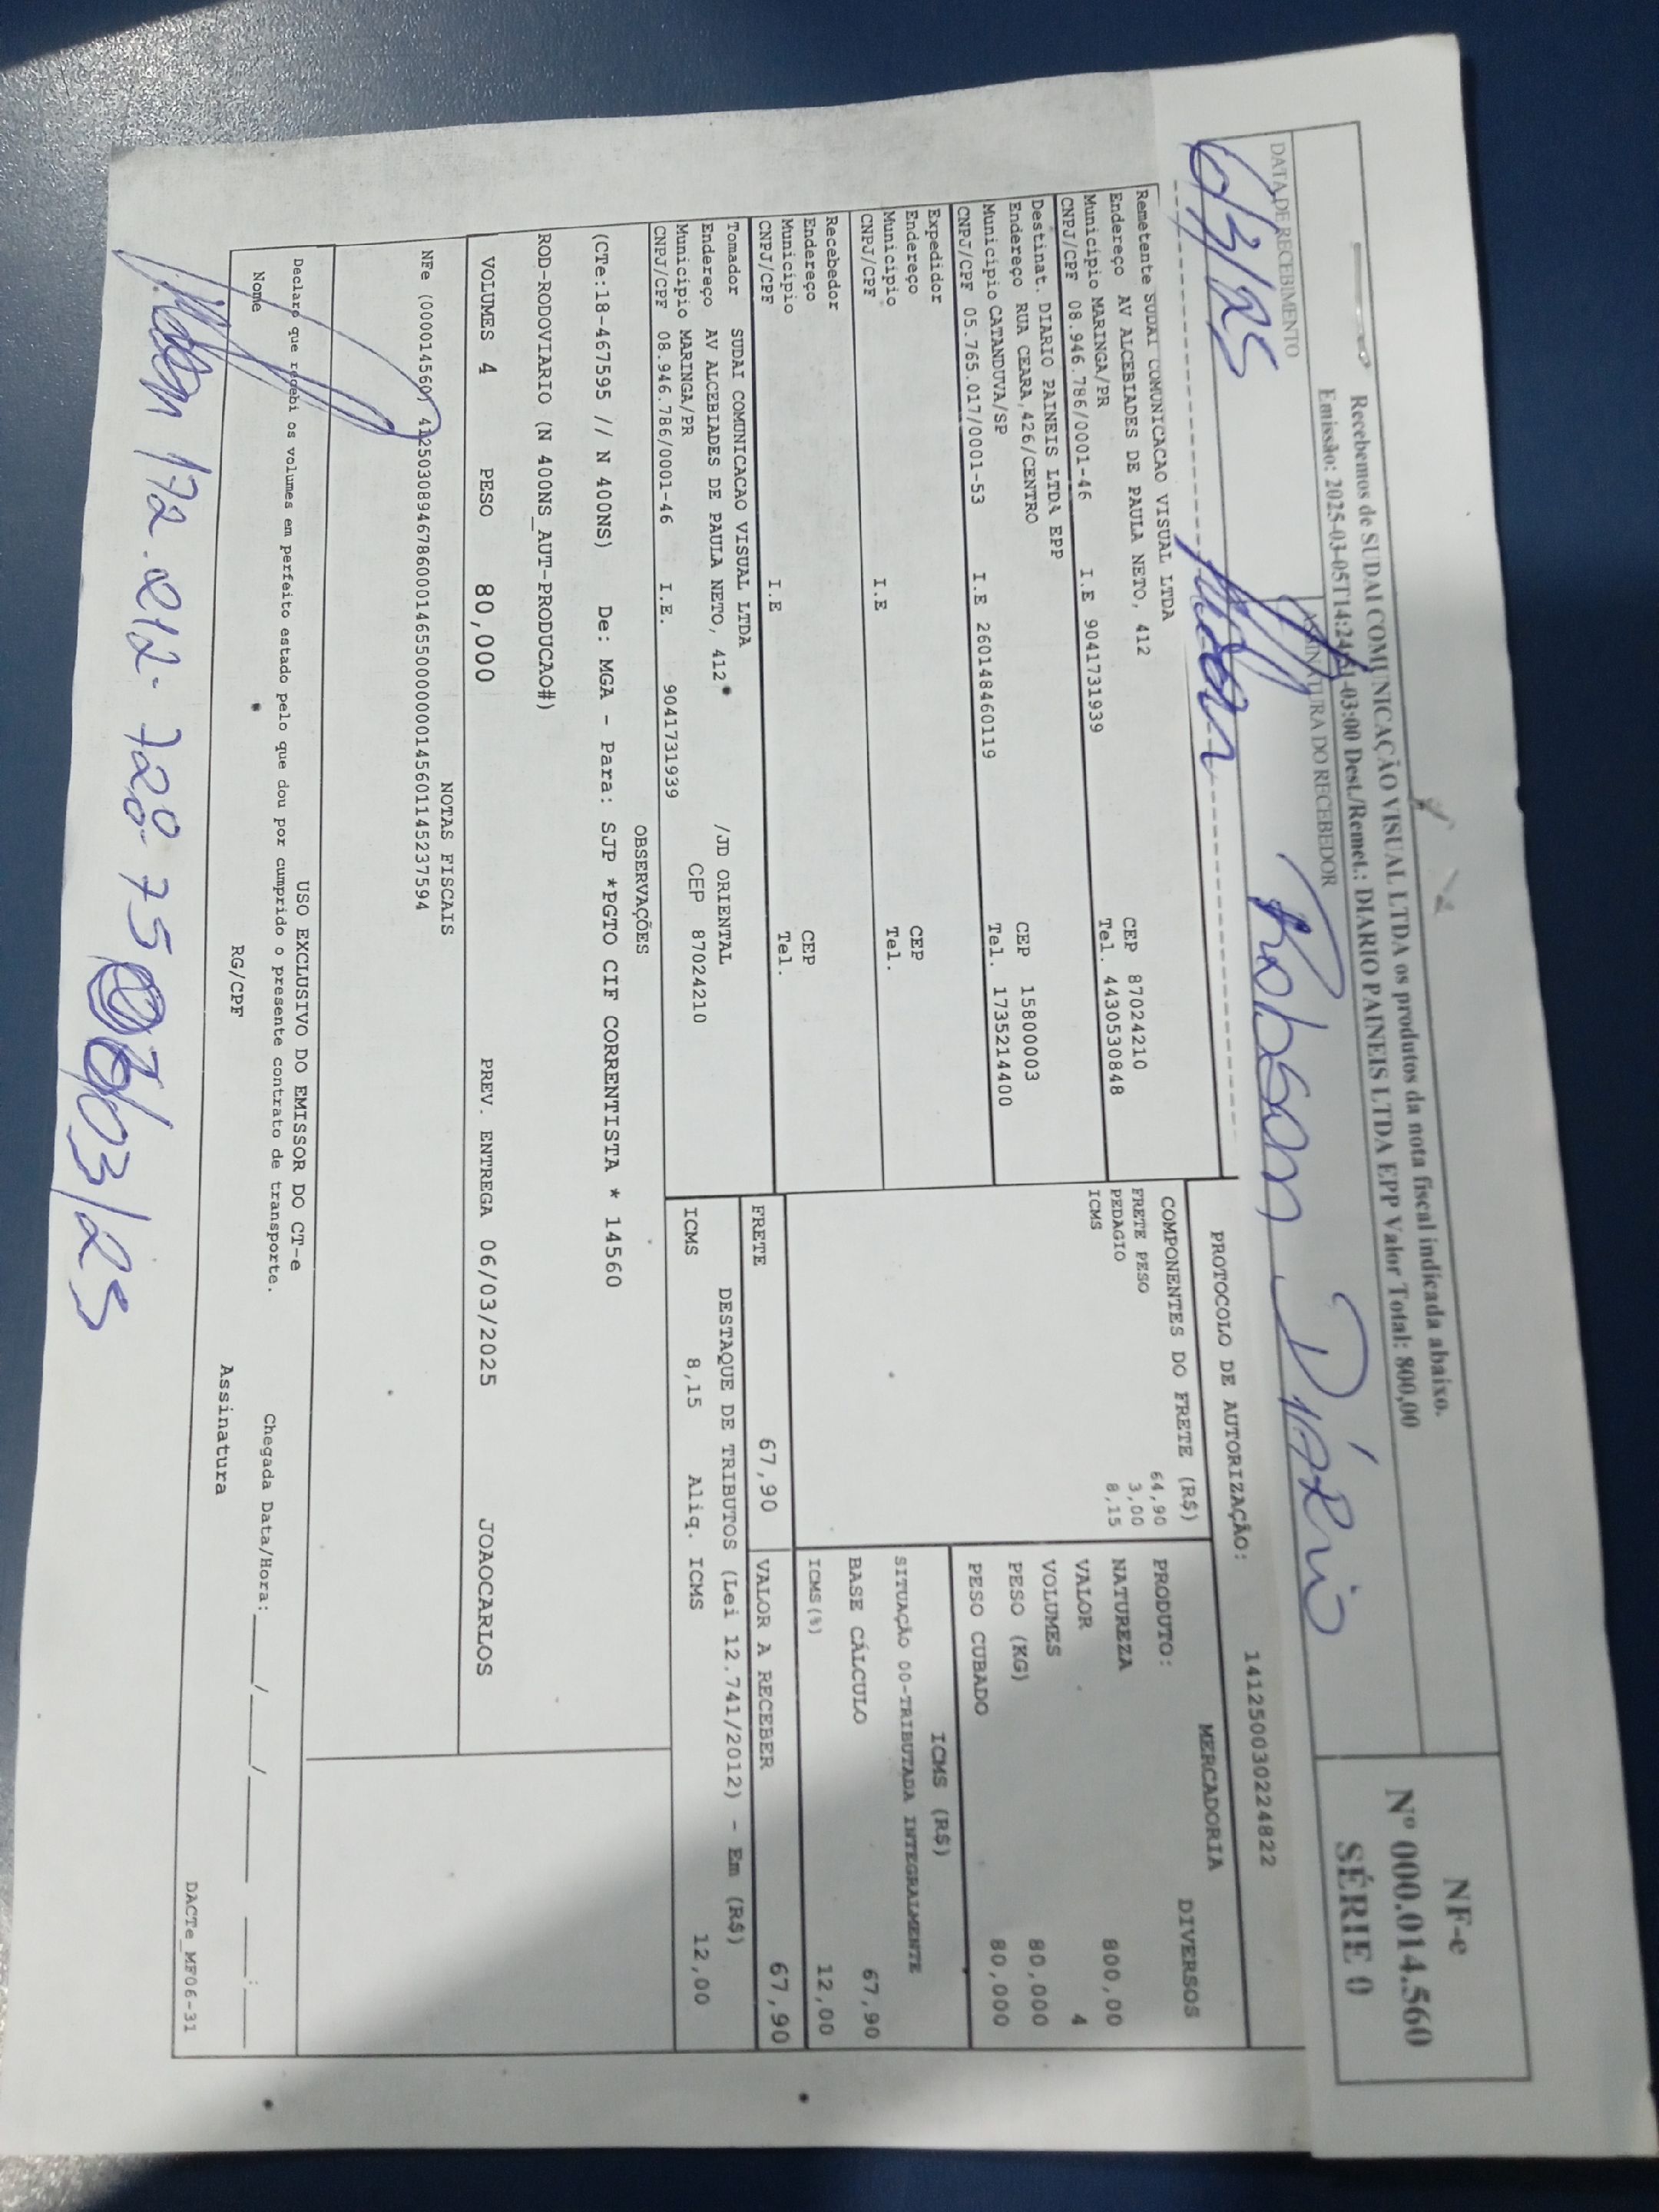 Recebemos de SUDAI COMUNICAÇÃO VISUAL LTDA os produtos da nota fiscal indicada abaixo.
Emissão: 2025-03-05T14:24: -03:00 Dest./Remet.: DIARIO PAINEIS LTDA EPP Valor Total: 800,00
NF-e
Nº 000.014.560
SÉRIE 0
DATA DE RECEBIMENTO
ASSINATURA DO RECEBEDOR
6/3/25 Robson Diário
PROTOCOLO DE AUTORIZAÇÃO: 141250030224822
Remetente SUDAI COMUNICACAO VISUAL LTDA
Endereço AV ALCEBIADES DE PAULA NETO, 412 CEP 87024210
Município MARINGA/PR Tel. 44305530848
CNPJ/CPF 08.946.786/0001-46 I.E 9041731939
Destinat. DIARIO PAINEIS LTDA EPP
Endereço RUA CEARA,426/CENTRO CEP 15800003
Município CATANDUVA/SP Tel. 1735214400
CNPJ/CPF 05.765.017/0001-53 I.E 260148460119
Expedidor
Endereço CEP
Município Tel.
CNPJ/CPF I.E
Recebedor
Endereço CEP
Município Tel.
CNPJ/CPF I.E
Tomador SUDAI COMUNICACAO VISUAL LTDA
Endereço AV ALCEBIADES DE PAULA NETO, 412 /JD ORIENTAL
Município MARINGA/PR CEP 87024210
CNPJ/CPF 08.946.786/0001-46 I.E. 9041731939
COMPONENTES DO FRETE (R$)
FRETE PESO 64,90
PEDAGIO 3,00
ICMS 8,15
MERCADORIA
PRODUTO: DIVERSOS
NATUREZA
VALOR 800,00
VOLUMES 4
PESO (KG) 80,000
PESO CUBADO 80,000
ICMS (R$)
SITUAÇÃO 00-TRIBUTADA INTEGRALMENTE
BASE CÁLCULO 67,90
ICMS(%) 12,00
FRETE 67,90 VALOR A RECEBER 67,90
DESTAQUE DE TRIBUTOS (Lei 12.741/2012) - Em (R$)
ICMS 8,15 Aliq. ICMS 12,00
OBSERVAÇÕES
(CTe:18-467595 // N 400NS) De: MGA - Para: SJP *PGTO CIF CORRENTISTA * 14560
ROD-RODOVIARIO (N 400NS_AUT-PRODUCAO#)
VOLUMES 4 PESO 80,000 PREV. ENTREGA 06/03/2025 JOAOCARLOS
NOTAS FISCAIS
NFe (000014560) 41250308946786000146550000000145601145237594
USO EXCLUSIVO DO EMISSOR DO CT-e
Declaro que recebi os volumes em perfeito estado pelo que dou por cumprido o presente contrato de transporte. Chegada Data/Hora:____/____/______ ____:____
Nome RG/CPF Assinatura
DACTe_MF06-31
03/25